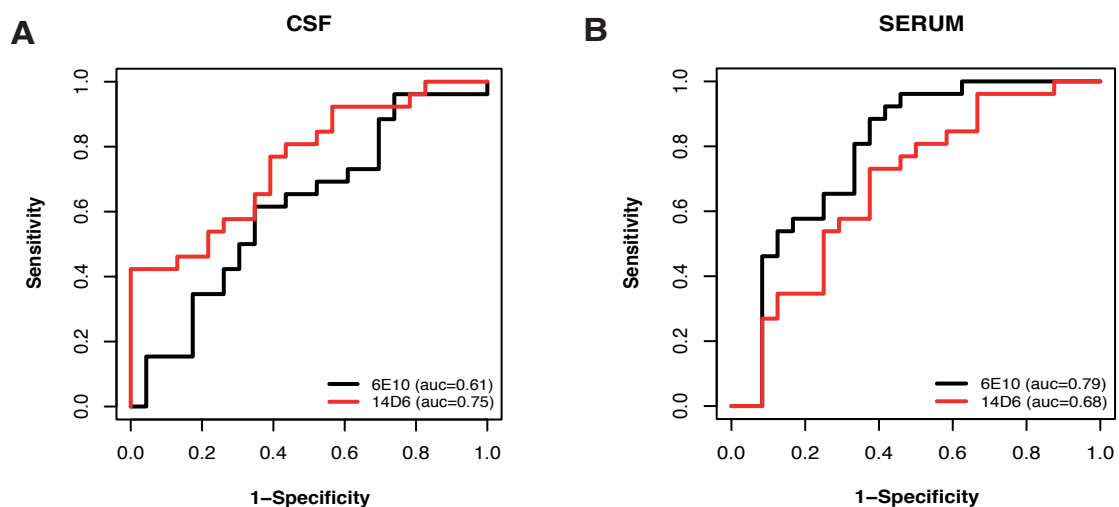 A
CSF
Sensitivity
1.0
0.8
0.6
0.4
0.2
0.0
6E10 (auc=0.61)
14D6 (auc=0.75)
0.0 0.2 0.4 0.6 0.8 1.0
1−Specificity
B
SERUM
Sensitivity
1.0
0.8
0.6
0.4
0.2
0.0
6E10 (auc=0.79)
14D6 (auc=0.68)
0.0 0.2 0.4 0.6 0.8 1.0
1−Specificity